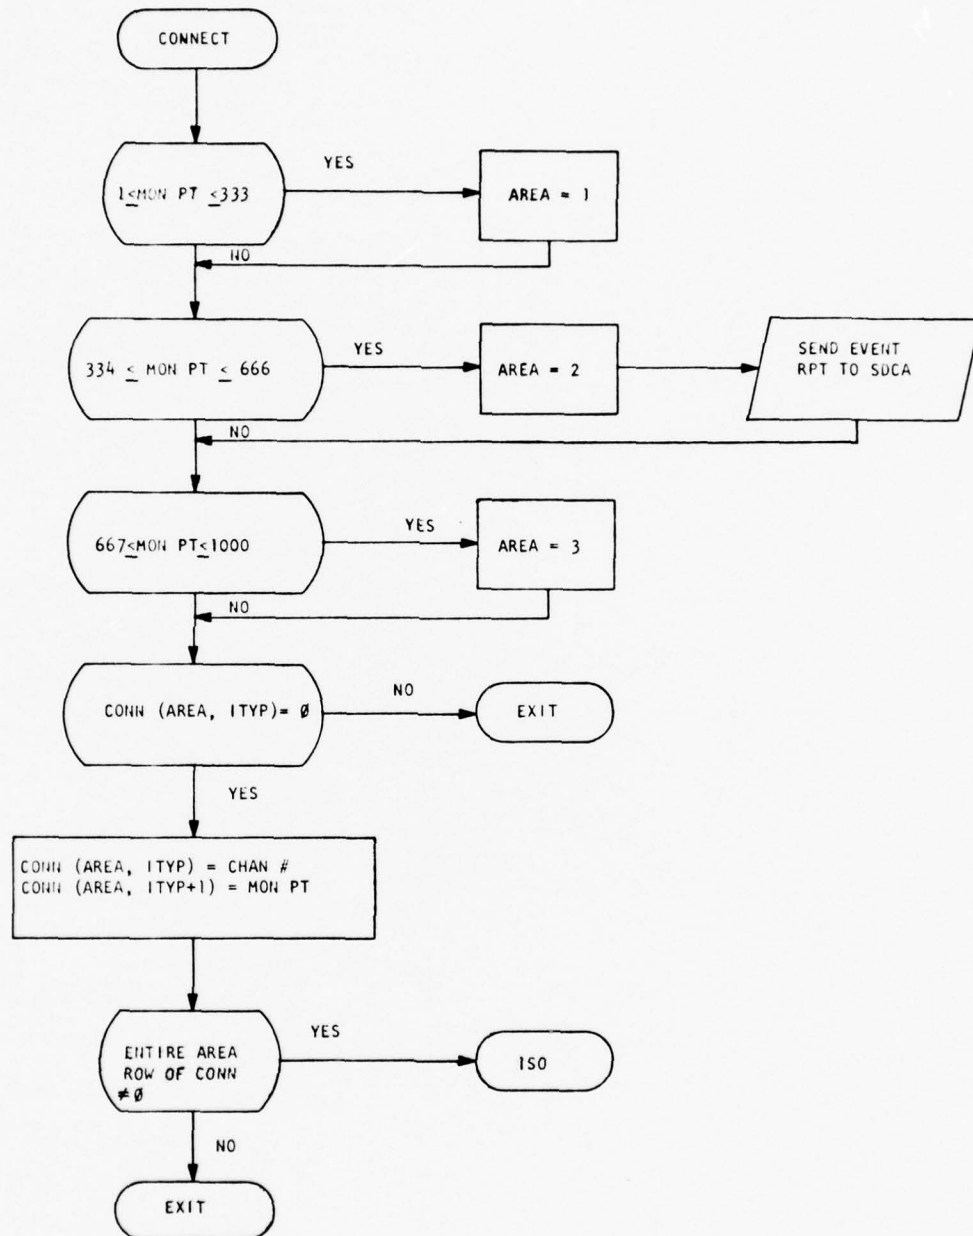 CONNECT
1≤MON PT ≤333
YES
AREA = 1
NO
334 ≤ MON PT ≤ 666
YES
AREA = 2
SEND EVENT
RPT TO SDCA
NO
667≤MON PT≤1000
YES
AREA = 3
NO
CONN (AREA, ITYP)= Ø
NO
EXIT
YES
CONN (AREA, ITYP) = CHAN #
CONN (AREA, ITYP+1) = MON PT
ENTIRE AREA
ROW OF CONN
≠Ø
YES
ISO
NO
EXIT